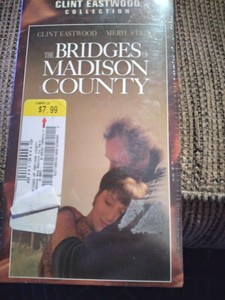 CLINT EASTWOOD
COLLECTION
CLINT EASTWOOD MERYL STREEP
THE BRIDGES OF
MADISON
COUNTY
$7.99